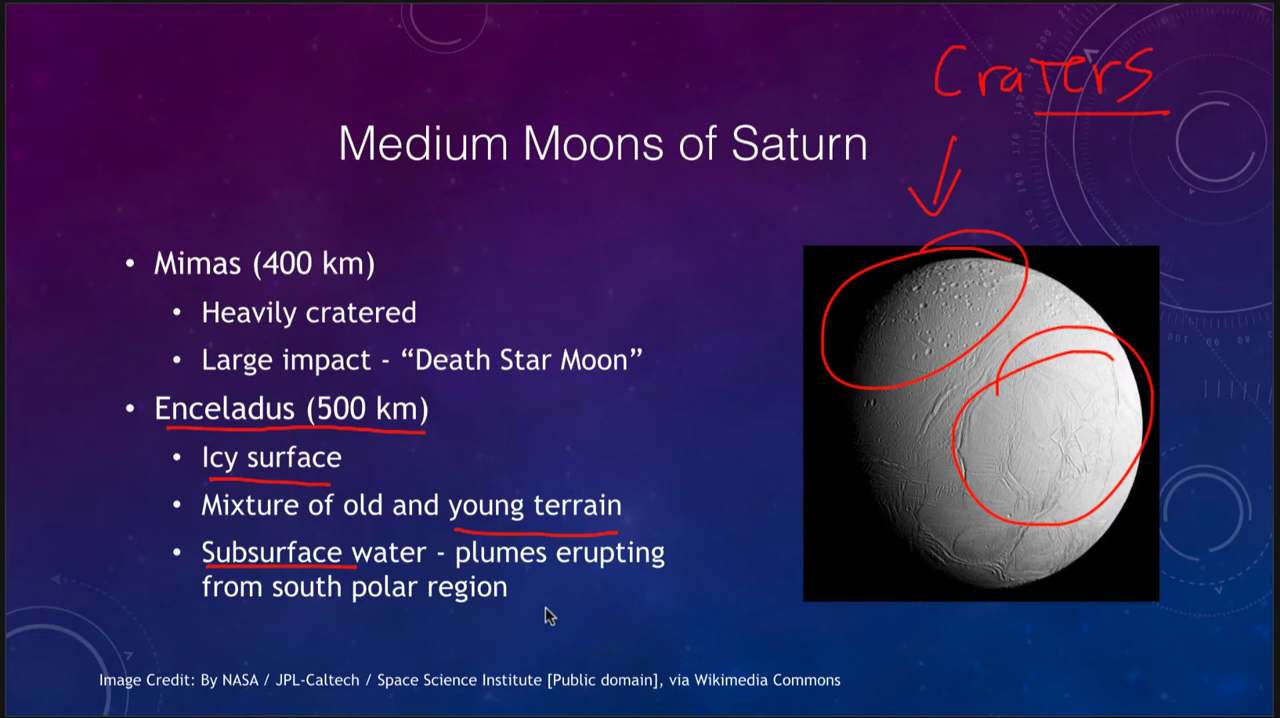 Craters
Medium Moons of Saturn
• Mimas (400 km)
• Heavily cratered
• Large impact - “Death Star Moon”
• Enceladus (500 km)
• Icy surface
• Mixture of old and young terrain
• Subsurface water - plumes erupting
from south polar region
Image Credit: By NASA / JPL-Caltech / Space Science Institute [Public domain], via Wikimedia Commons